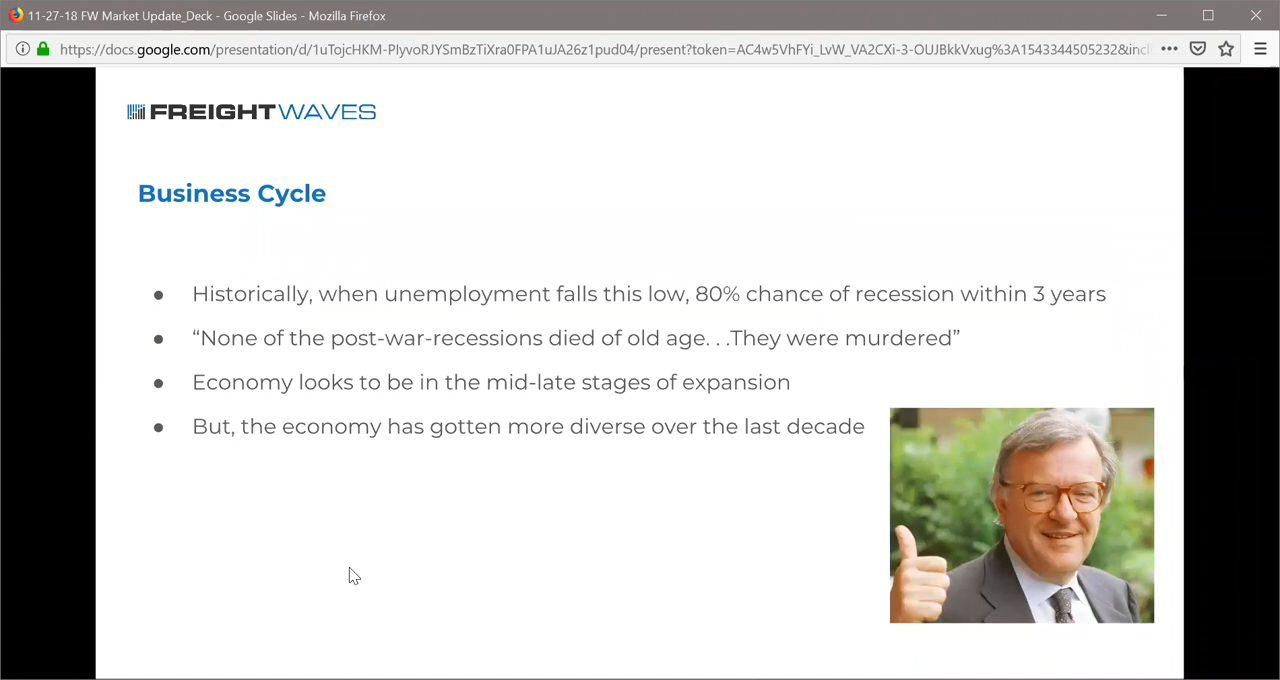 11-27-18 FW Market Update_Deck - Google Slides - Mozilla Firefox
https://docs.google.com/presentation/d/1uTojcHKM-PIyvoRJYSmBzTiXra0FPA1uJA26z1pud04/present?token=AC4w5VhFYi_LvW_VA2CXi-3-OUJBkkVxug%3A1543344505232&incl
FREIGHTWAVES
Business Cycle
● Historically, when unemployment falls this low, 80% chance of recession within 3 years
● “None of the post-war-recessions died of old age. . .They were murdered”
● Economy looks to be in the mid-late stages of expansion
● But, the economy has gotten more diverse over the last decade